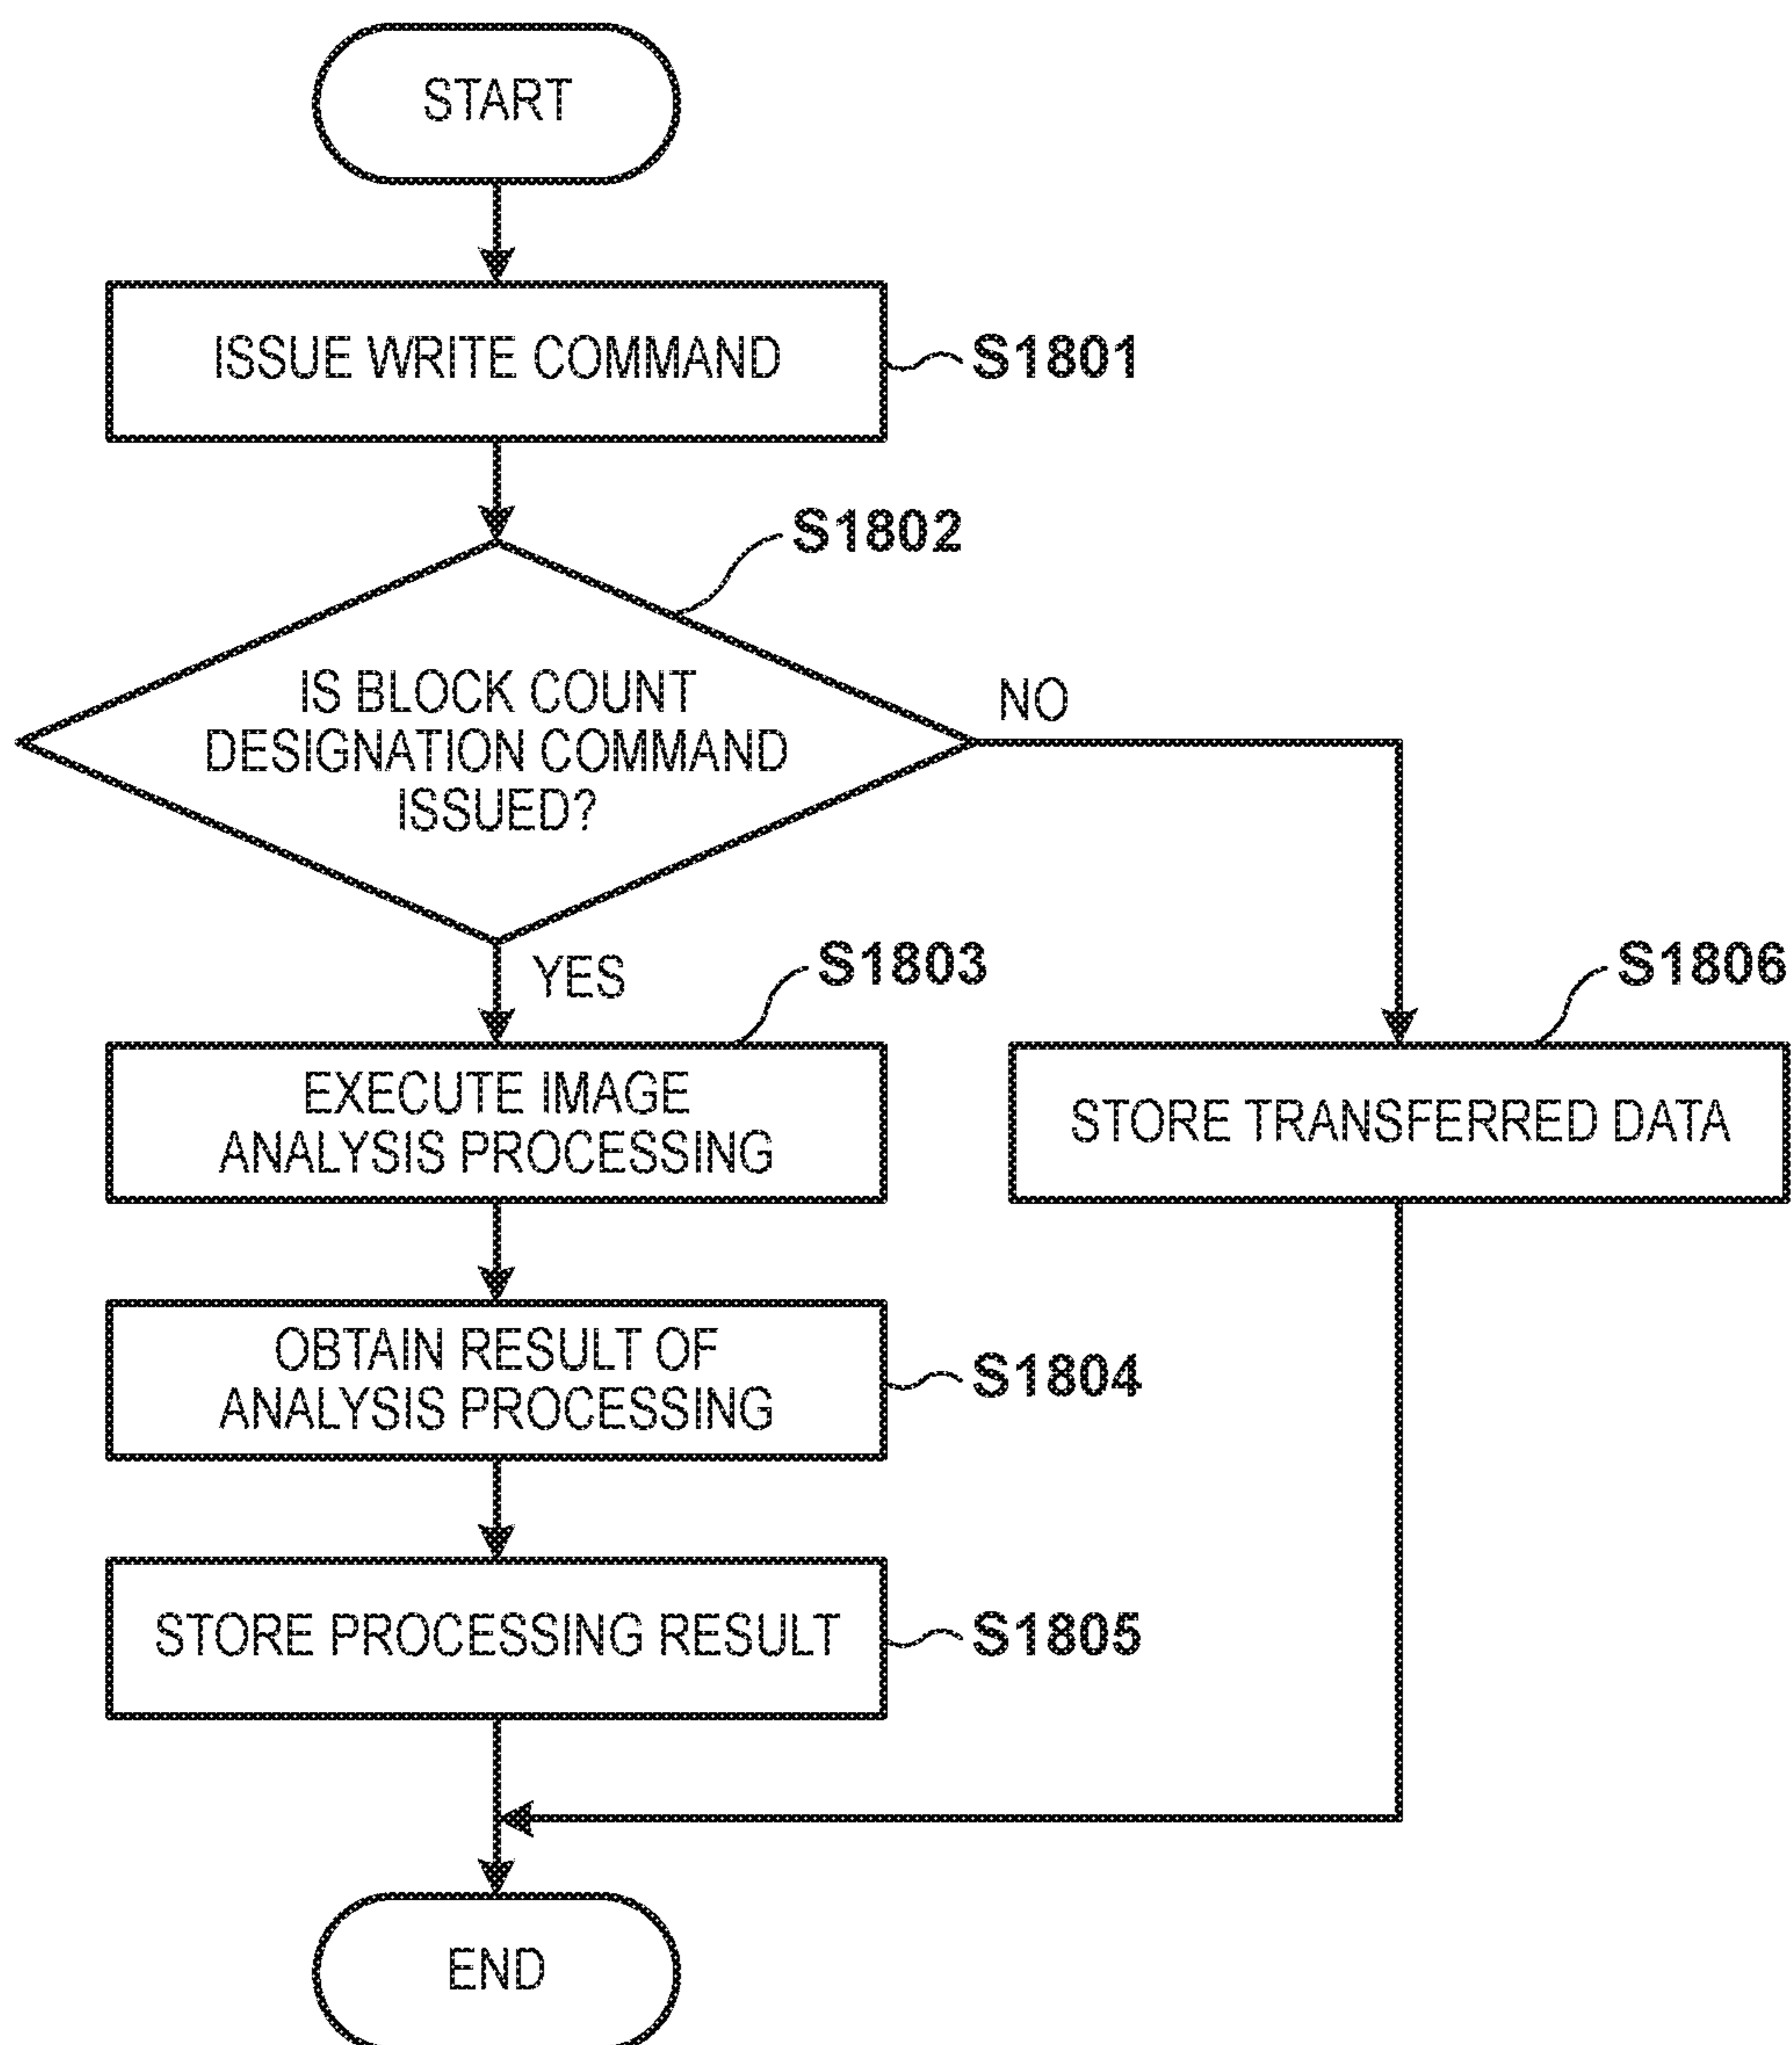 START
ISSUE WRITE COMMAND
S1801
S1802
IS BLOCK COUNT
DESIGNATION COMMAND
ISSUED?
NO
YES
S1803
EXECUTE IMAGE
ANALYSIS PROCESSING
S1806
STORE TRANSFERRED DATA
OBTAIN RESULT OF
ANALYSIS PROCESSING
S1804
STORE PROCESSING RESULT
S1805
END